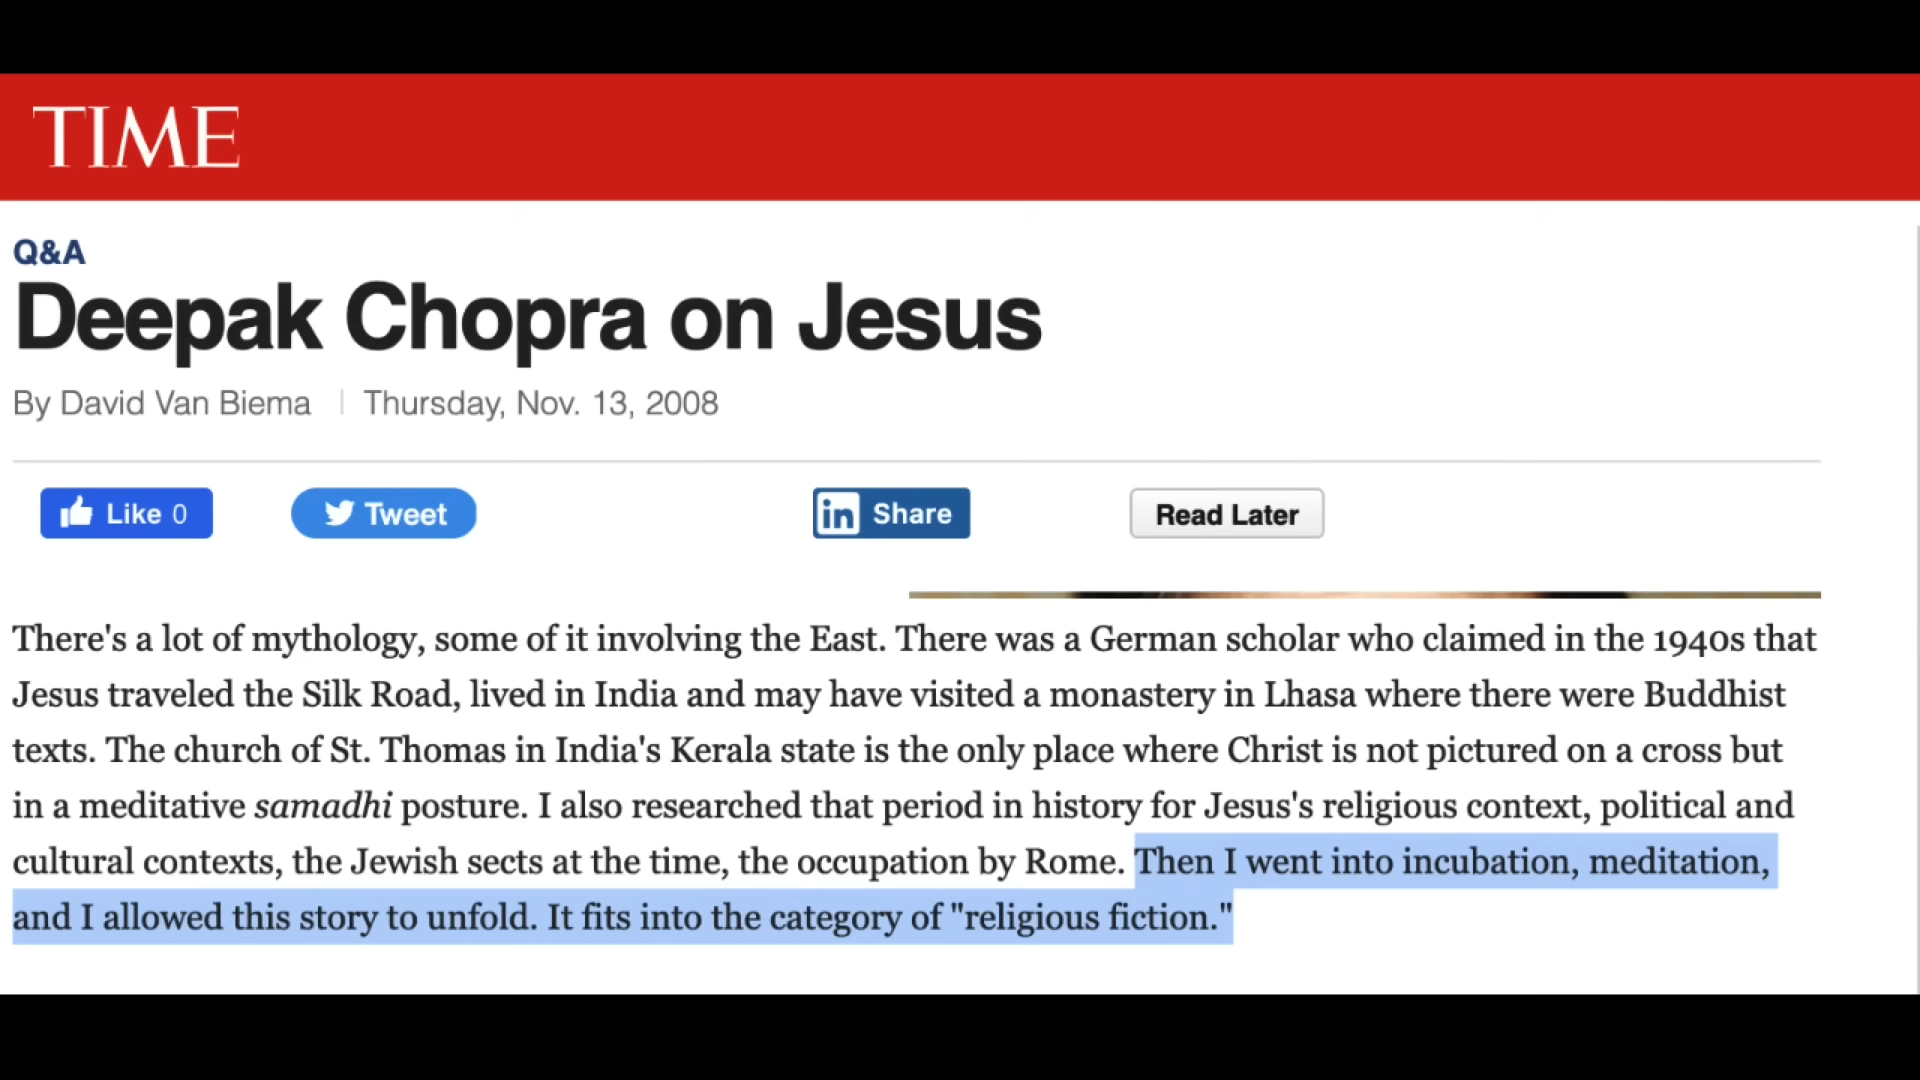 TIME
Q&A
Deepak Chopra on Jesus
By David Van Biema | Thursday, Nov. 13, 2008
Like 0 Tweet in Share Read Later
There's a lot of mythology, some of it involving the East. There was a German scholar who claimed in the 1940s that
Jesus traveled the Silk Road, lived in India and may have visited a monastery in Lhasa where there were Buddhist
texts. The church of St. Thomas in India's Kerala state is the only place where Christ is not pictured on a cross but
in a meditative samadhi posture. I also researched that period in history for Jesus's religious context, political and
cultural contexts, the Jewish sects at the time, the occupation by Rome. Then I went into incubation, meditation,
and I allowed this story to unfold. It fits into the category of "religious fiction."